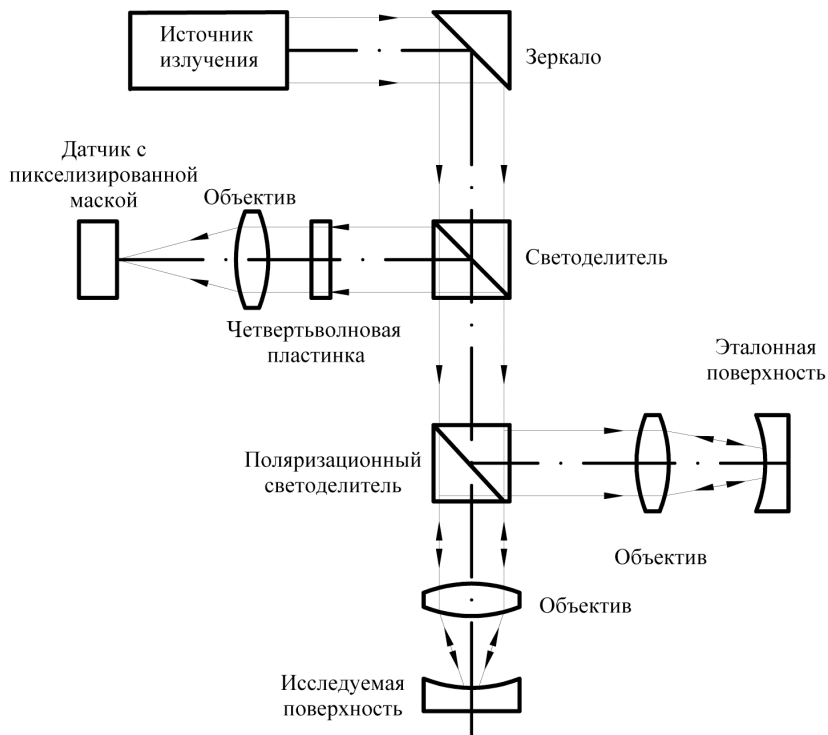 Источник
излучения
Зеркало
Датчик с
пикселизированной
маской
Объектив
Светоделитель
Четвертьволновая
пластинка
Эталонная
поверхность
Поляризационный
светоделитель
Объектив
Объектив
Исследуемая
поверхность